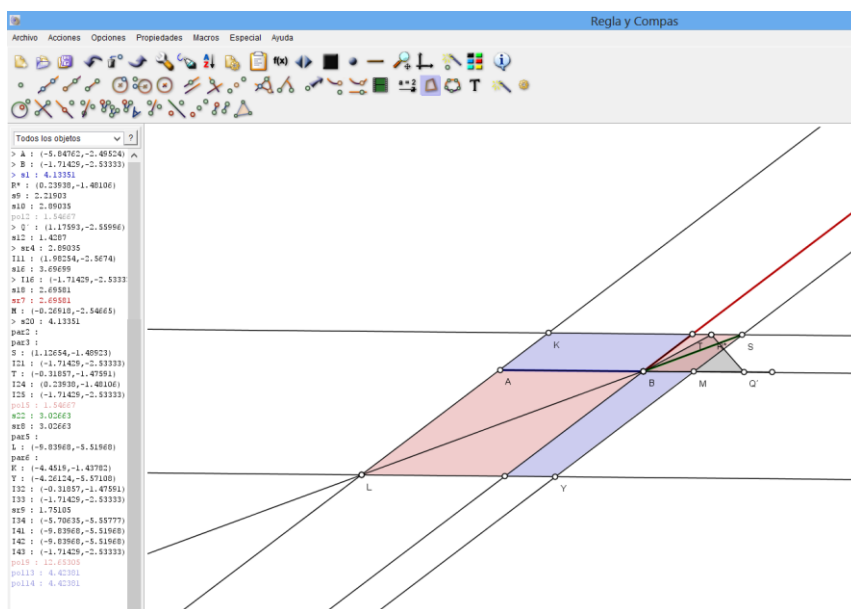 Regla y Compas
Archivo Acciones Opciones Propiedades Macros Especial Ayuda
f(x)
a=2
T
Todos los objetos
?
> A : (-5.84762,-2.49524)
> B : (-1.71429,-2.53333)
> s1 : 4.13351
R* : (0.23938,-1.48106)
s9 : 2.21903
s10 : 2.89035
pol2 : 1.54667
> Q´ : (1.17593,-2.55996)
s12 : 1.4287
> sr4 : 2.89035
I11 : (1.98254,-2.5674)
s16 : 3.69699
> I16 : (-1.71429,-2.5333
s18 : 2.69581
sr7 : 2.69581
M : (-0.26918,-2.54665)
> s20 : 4.13351
par2 :
par3 :
S : (1.12654,-1.48923)
I21 : (-1.71429,-2.53333)
T : (-0.31857,-1.47591)
I24 : (0.23938,-1.48106)
I25 : (-1.71429,-2.53333)
pol5 : 1.54667
s22 : 3.02663
sr8 : 3.02663
par5 :
L : (-9.83968,-5.51968)
par6 :
K : (-4.4519,-1.43782)
Y : (-4.26124,-5.57108)
I32 : (-0.31857,-1.47591)
I33 : (-1.71429,-2.53333)
sr9 : 1.75105
I34 : (-5.70635,-5.55777)
I41 : (-9.83968,-5.51968)
I42 : (-9.83968,-5.51968)
I43 : (-1.71429,-2.53333)
pol9 : 12.65305
pol13 : 4.42381
pol14 : 4.42381
K T R* S
A B M Q´
L Y